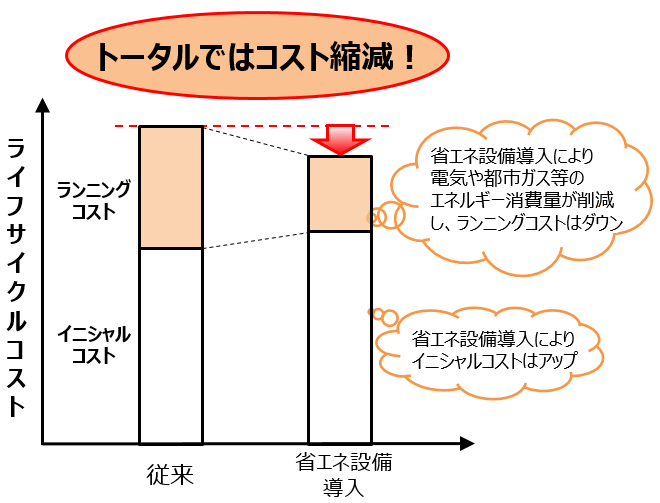 トータルではコスト縮減!
ライフサイクルコスト
ランニング
コスト
イニシャル
コスト
省エネ設備導入により
電気や都市ガス等の
エネルギー消費量が削減
し、ランニングコストはダウン
省エネ設備導入により
イニシャルコストはアップ
従来
省エネ設備
導入